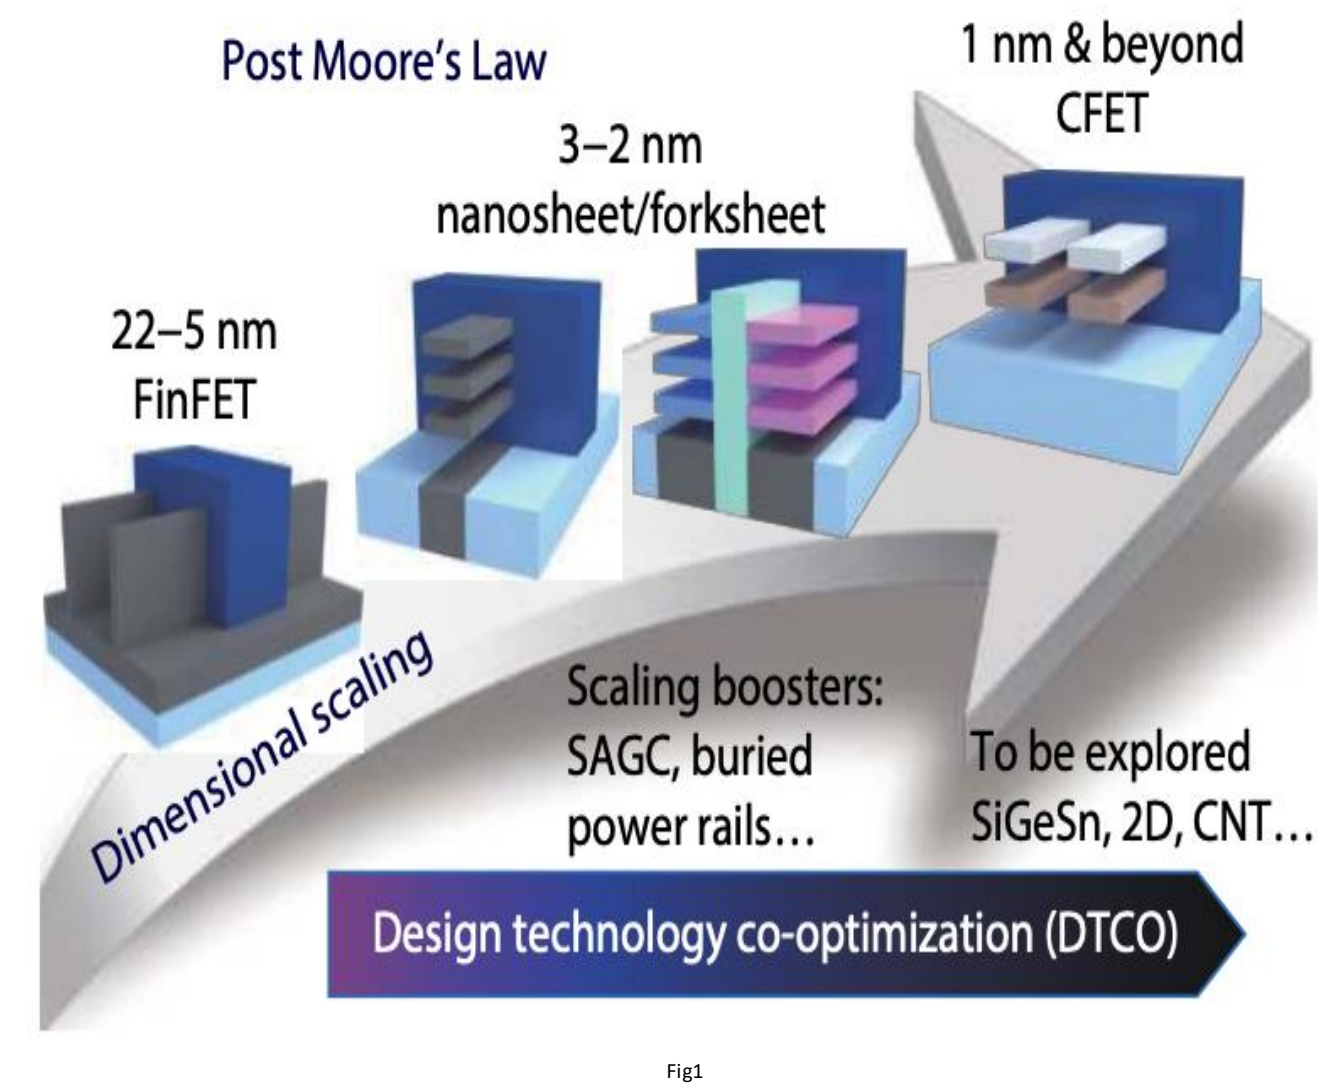 Post Moore's Law
1 nm & beyond
CFET
3–2 nm
nanosheet/forksheet
22–5 nm
FinFET
Dimensional scaling
Scaling boosters:
SAGC, buried
power rails...
To be explored
SiGeSn, 2D, CNT...
Design technology co-optimization (DTCO)
Fig1